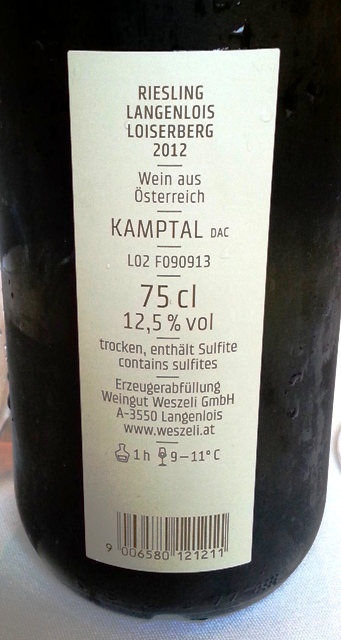 RIESLING
LANGENLOIS
LOISERBERG
2012
Wein aus
Österreich
KAMPTAL DAC
L02 F090913
75 cl
12,5 % vol
trocken, enthält Sulfite
contains sulfites
Erzeugerabfüllung
Weingut Weszeli GmbH
A-3550 Langenlois
www.weszeli.at
1 h 9–11° C
9 006580 121211